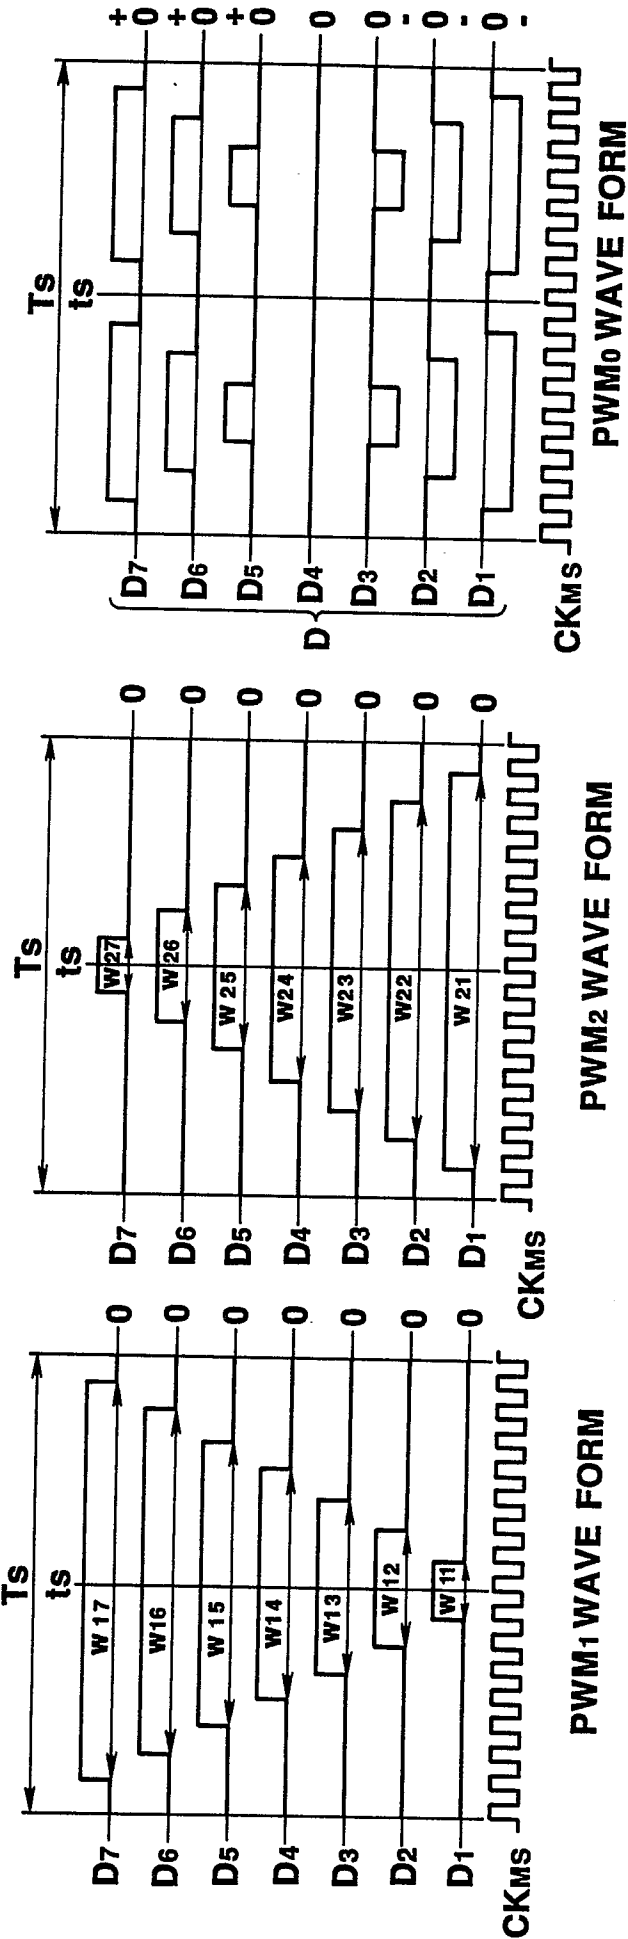 Ts
ts
D7 W17 0
D6 W16 0
D5 W15 0
D4 W14 0
D3 W13 0
D2 W12 0
D1 W11 0
CKMS
PWM1 WAVE FORM
Ts
ts
D7 W27 0
D6 W26 0
D5 W25 0
D4 W24 0
D3 W23 0
D2 W22 0
D1 W21 0
CKMS
PWM2 WAVE FORM
Ts
ts
D
D7 + 0
D6 + 0
D5 + 0
D4 0
D3 0 -
D2 0 -
D1 0 -
CKMS
PWM0 WAVE FORM